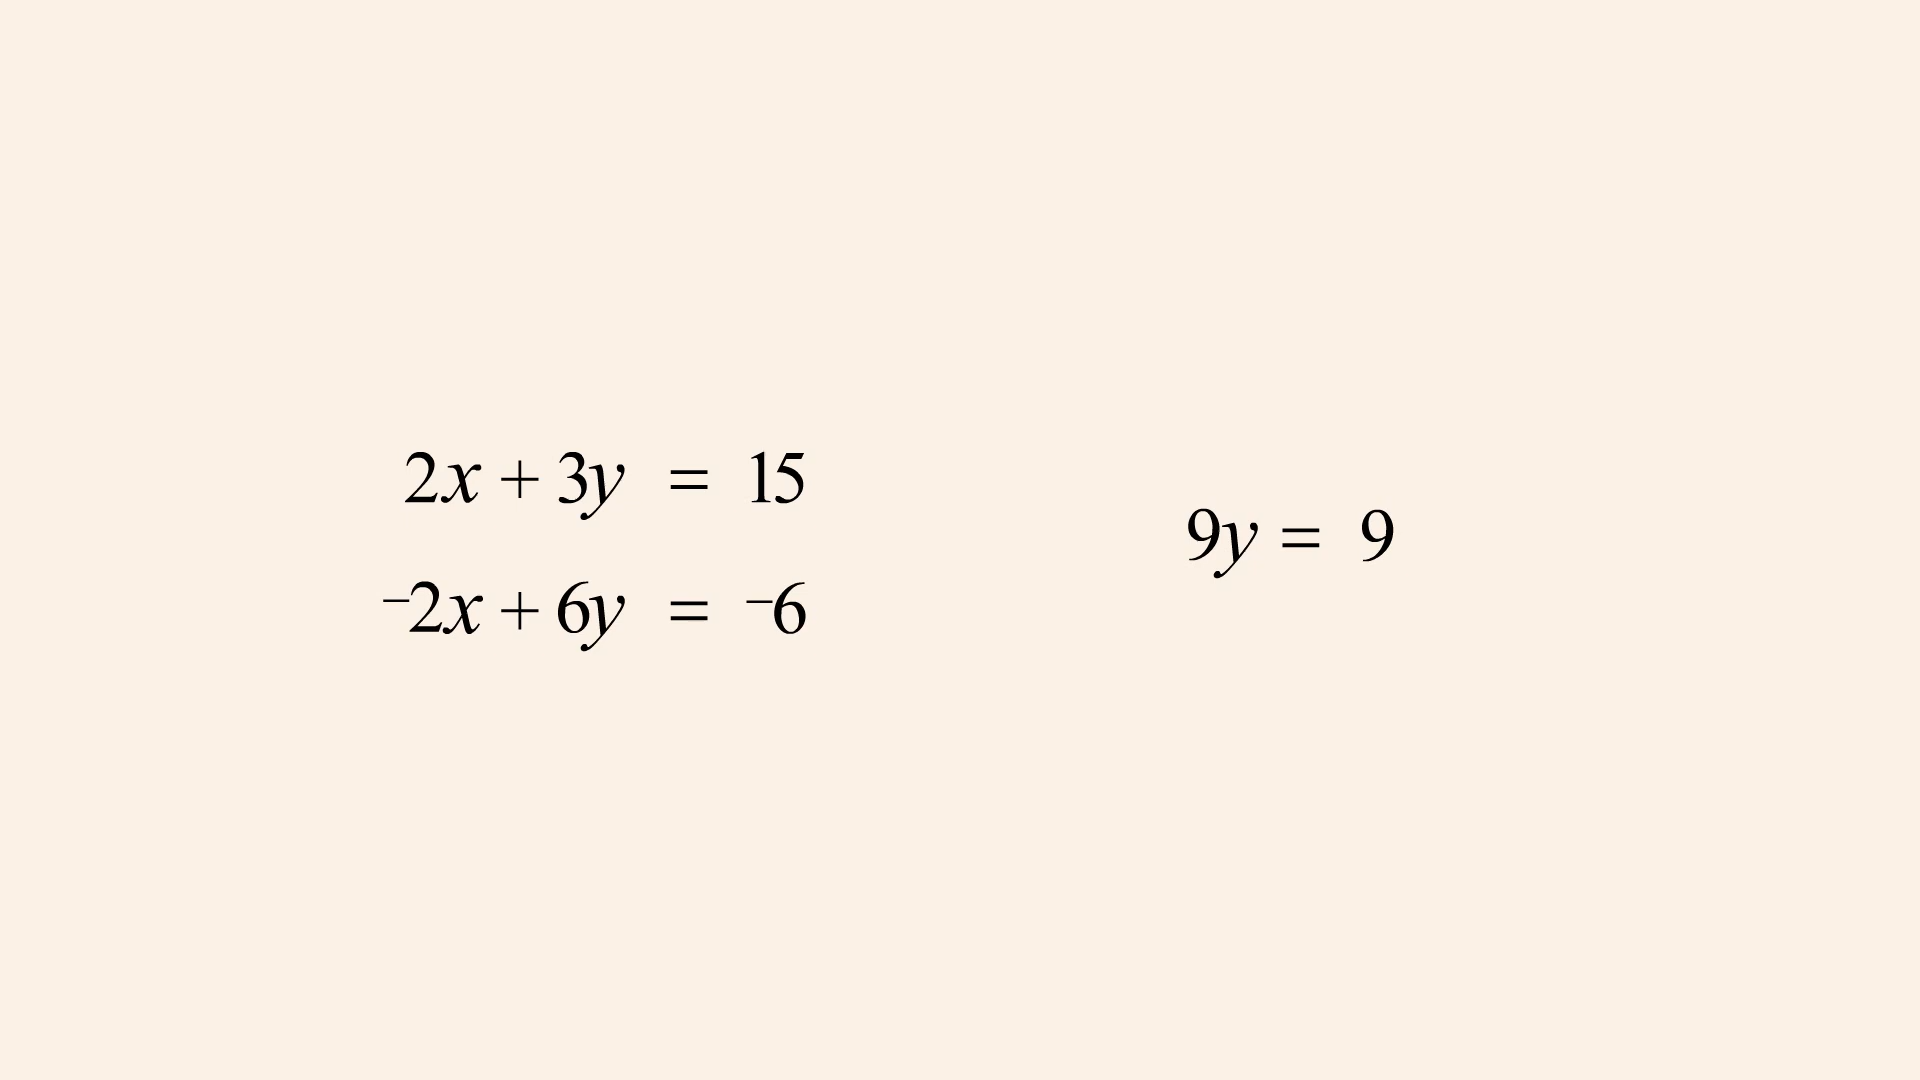 2x + 3y = 15
⁻2x + 6y = ⁻6
9y = 9